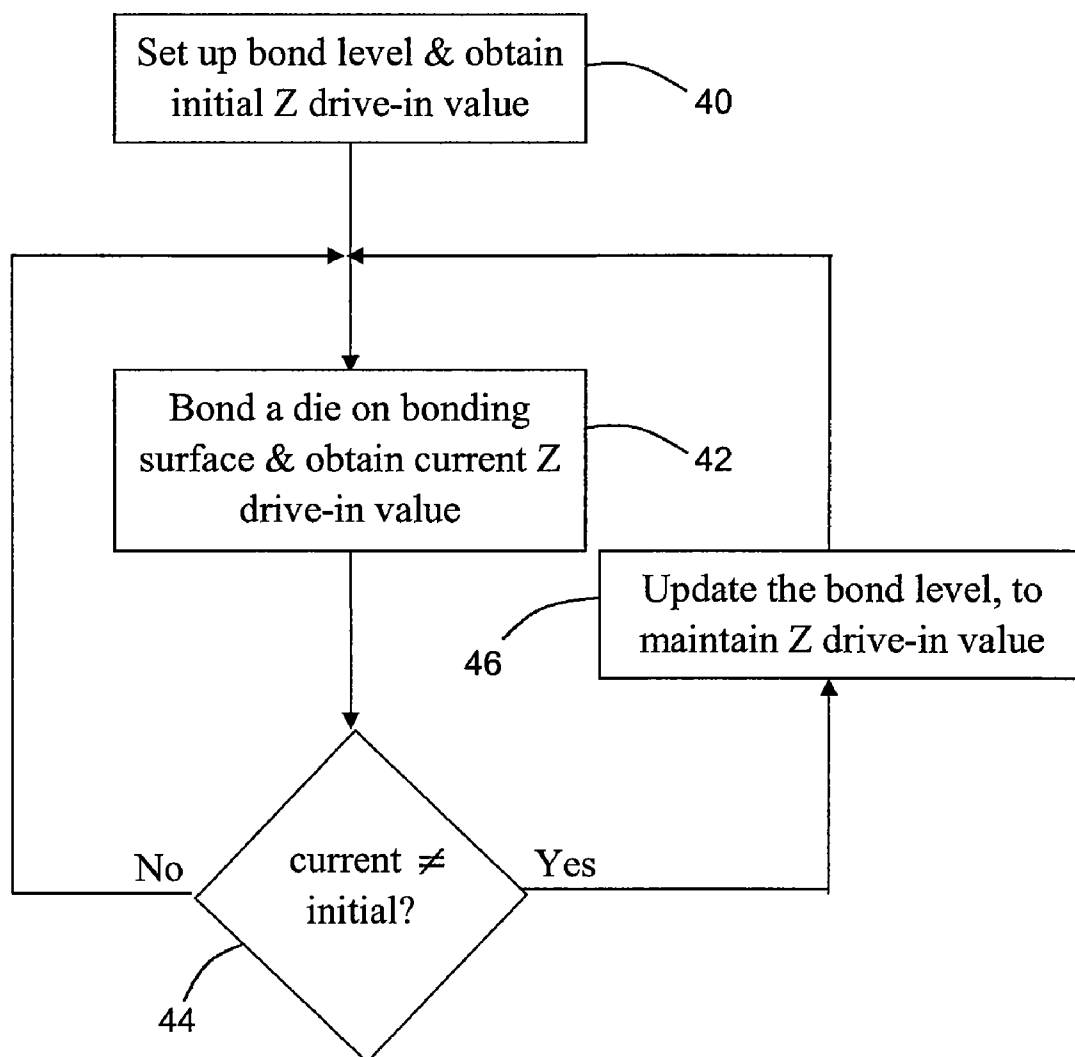 Set up bond level & obtain
initial Z drive-in value
40
Bond a die on bonding
surface & obtain current Z
drive-in value
42
Update the bond level, to
maintain Z drive-in value
46
No
current ≠
initial?
Yes
44